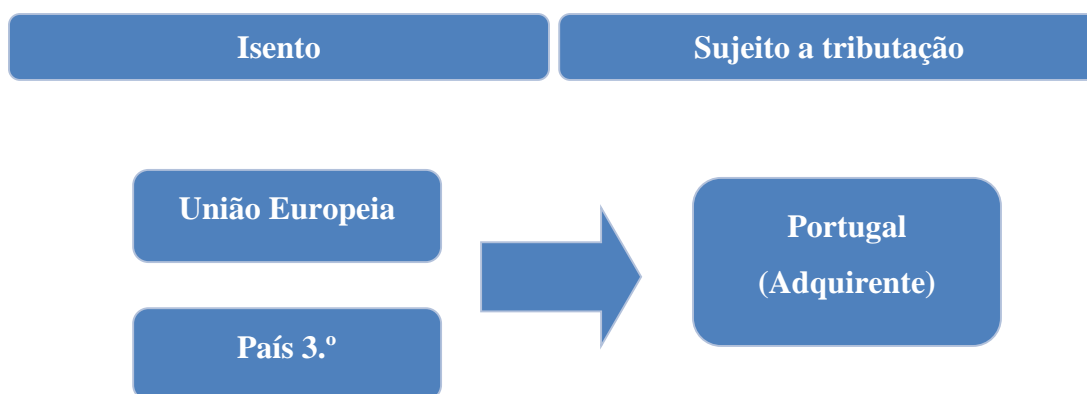 Isento
Sujeito a tributação
União Europeia
País 3.º
Portugal
(Adquirente)